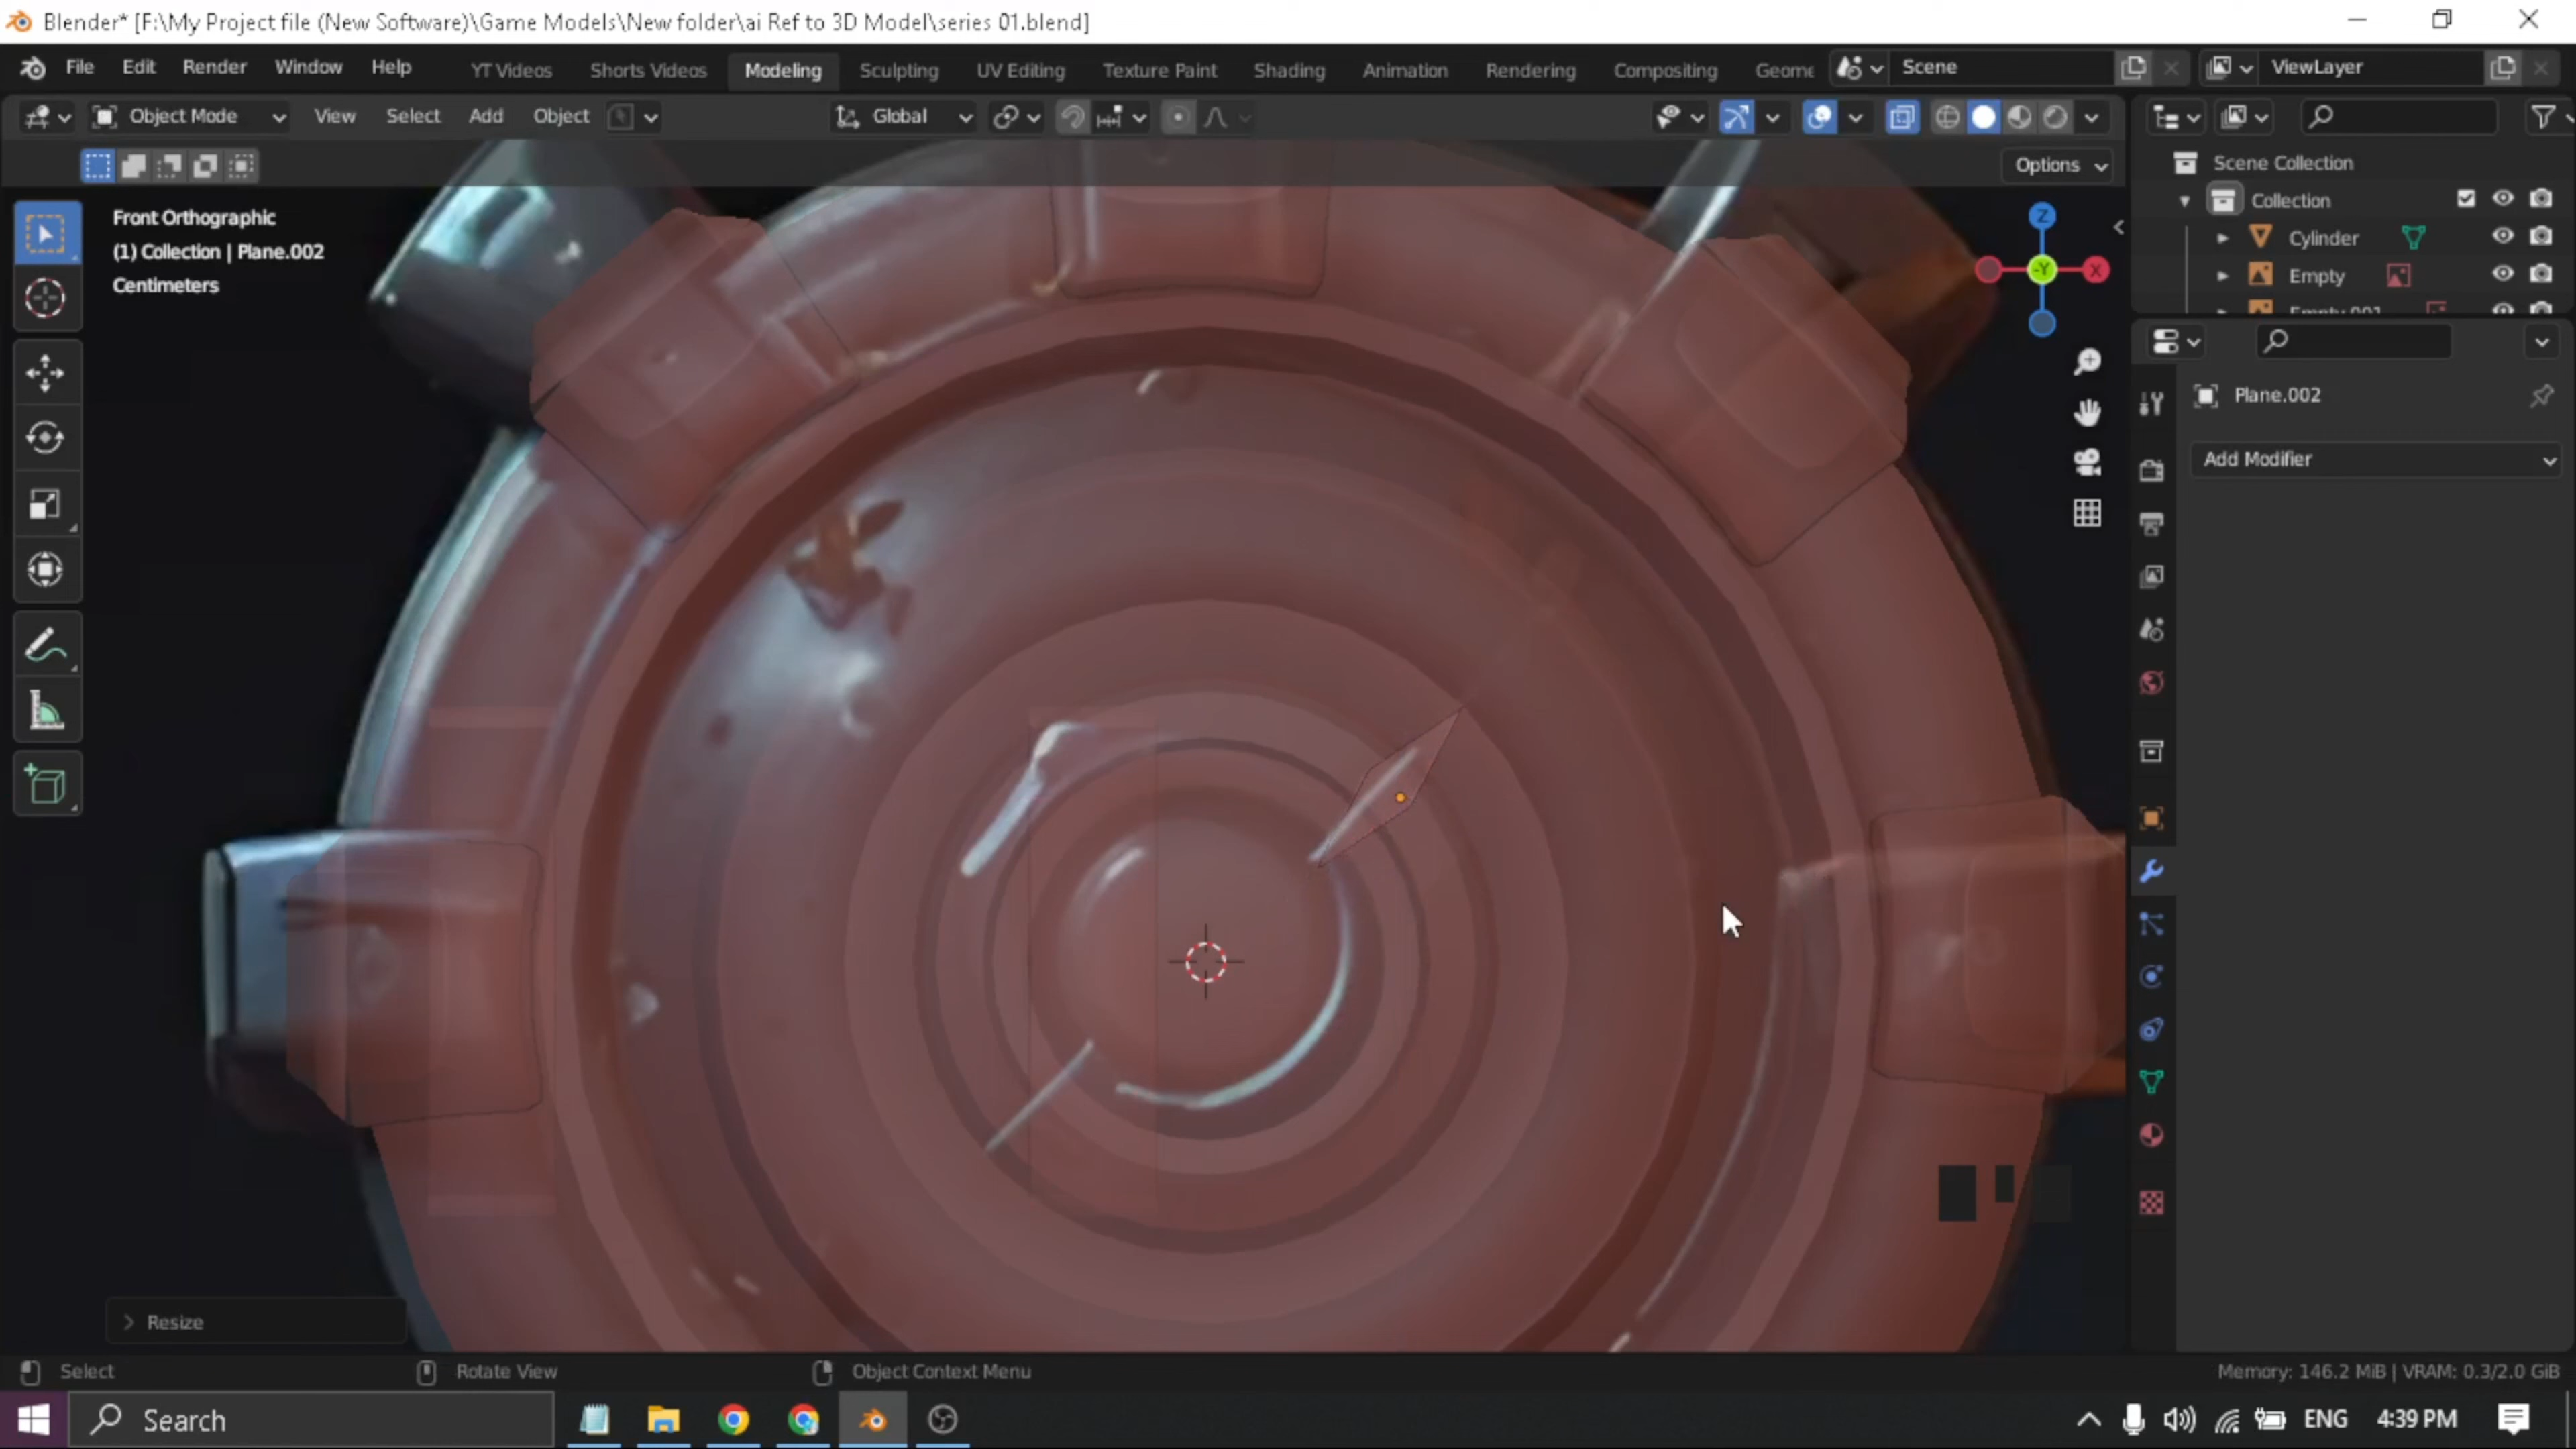 Blender* [F:\My Project file (New Software)\Game Models\New folder\ai Ref to 3D Model\series 01.blend]
File Edit Render Window Help YT Videos Shorts Videos Modeling Sculpting UV Editing Texture Paint Shading Animation Rendering Compositing Geome Scene ViewLayer
Object Mode View Select Add Object Global
Options
Scene Collection
Collection
Cylinder
Empty
Empty.001
Front Orthographic
(1) Collection | Plane.002
Centimeters
Z
-Y
X
Plane.002
Add Modifier
Resize
Select Rotate View Object Context Menu Memory: 146.2 MiB | VRAM: 0.3/2.0 GiB
Search ENG 4:39 PM